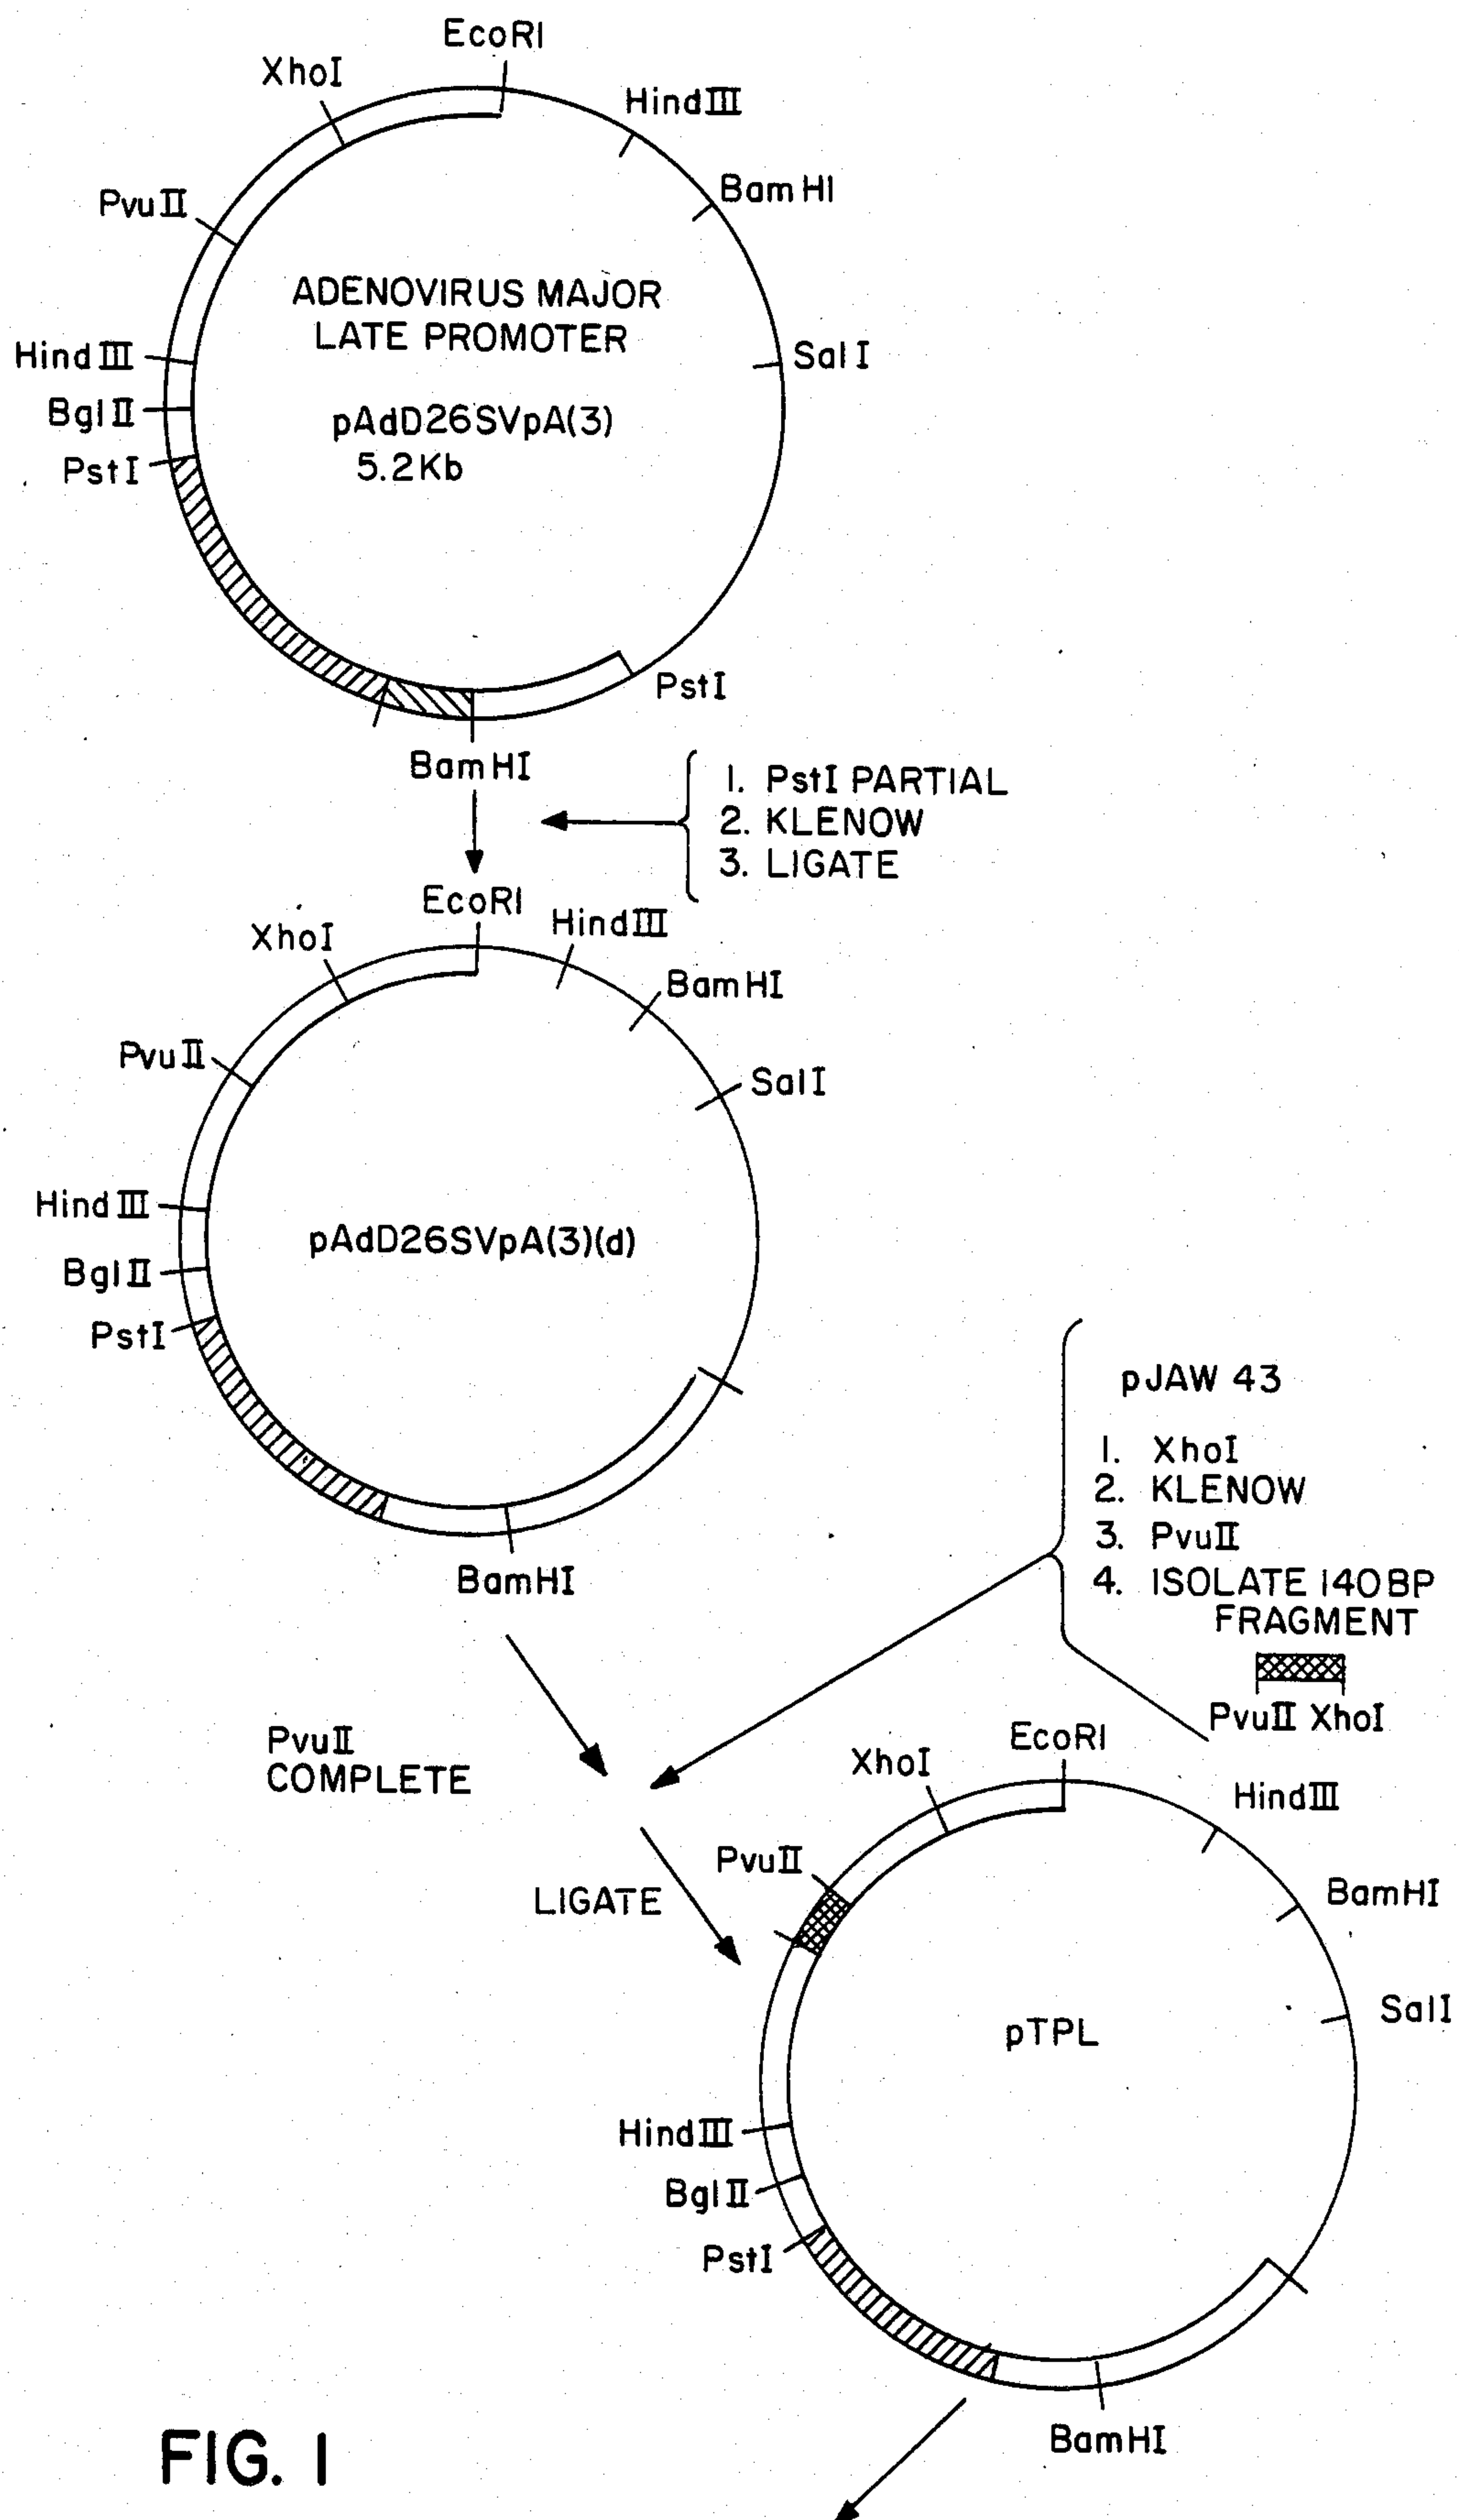 EcoRI
XhoI
HindIII
BamHI
PvuII
ADENOVIRUS MAJOR
LATE PROMOTER
HindIII
SalI
BglII
pAdD26SVpA(3)
PstI
5.2Kb
PstI
BamHI
1. PstI PARTIAL
2. KLENOW
3. LIGATE
EcoRI
XhoI
HindIII
BamHI
PvuII
SalI
HindIII
pAdD26SVpA(3)(d)
BglII
PstI
BamHI
pJAW 43
1. XhoI
2. KLENOW
3. PvuII
4. ISOLATE 140 BP
FRAGMENT
PvuII XhoI
PvuII
COMPLETE
EcoRI
XhoI
HindIII
PvuII
LIGATE
BamHI
SalI
pTPL
HindIII
BglII
PstI
BamHI
FIG. 1